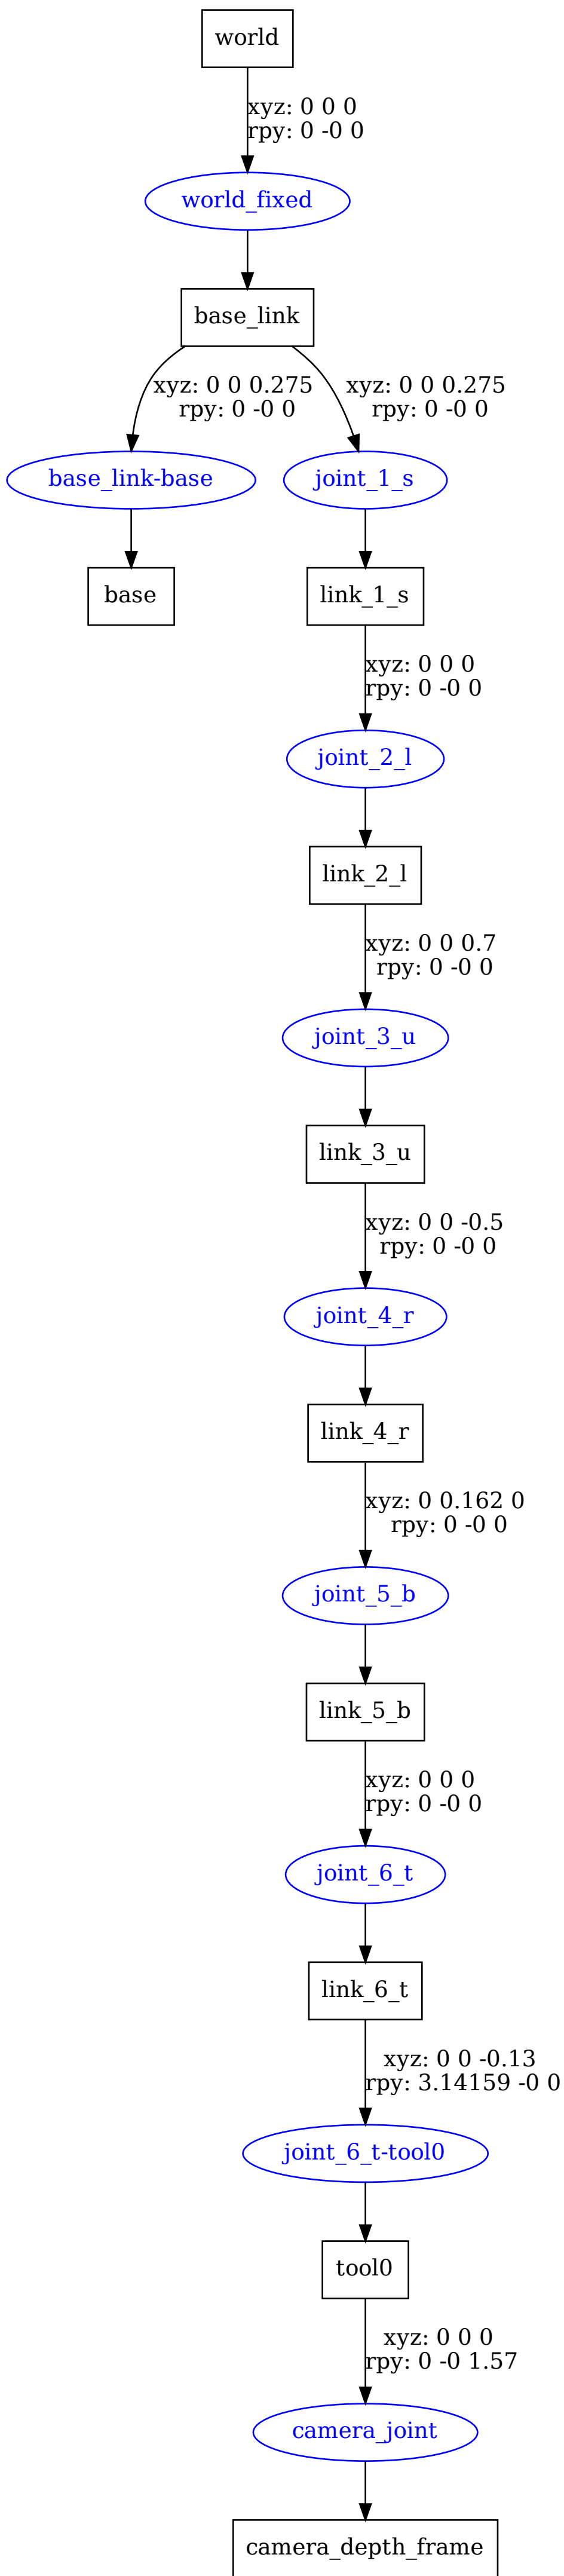 world
xyz: 0 0 0
rpy: 0 -0 0
world_fixed
base_link
xyz: 0 0 0.275
rpy: 0 -0 0
xyz: 0 0 0.275
rpy: 0 -0 0
base_link-base
joint_1_s
base
link_1_s
xyz: 0 0 0
rpy: 0 -0 0
joint_2_l
link_2_l
xyz: 0 0 0.7
rpy: 0 -0 0
joint_3_u
link_3_u
xyz: 0 0 -0.5
rpy: 0 -0 0
joint_4_r
link_4_r
xyz: 0 0.162 0
rpy: 0 -0 0
joint_5_b
link_5_b
xyz: 0 0 0
rpy: 0 -0 0
joint_6_t
link_6_t
xyz: 0 0 -0.13
rpy: 3.14159 -0 0
joint_6_t-tool0
tool0
xyz: 0 0 0
rpy: 0 -0 1.57
camera_joint
camera_depth_frame